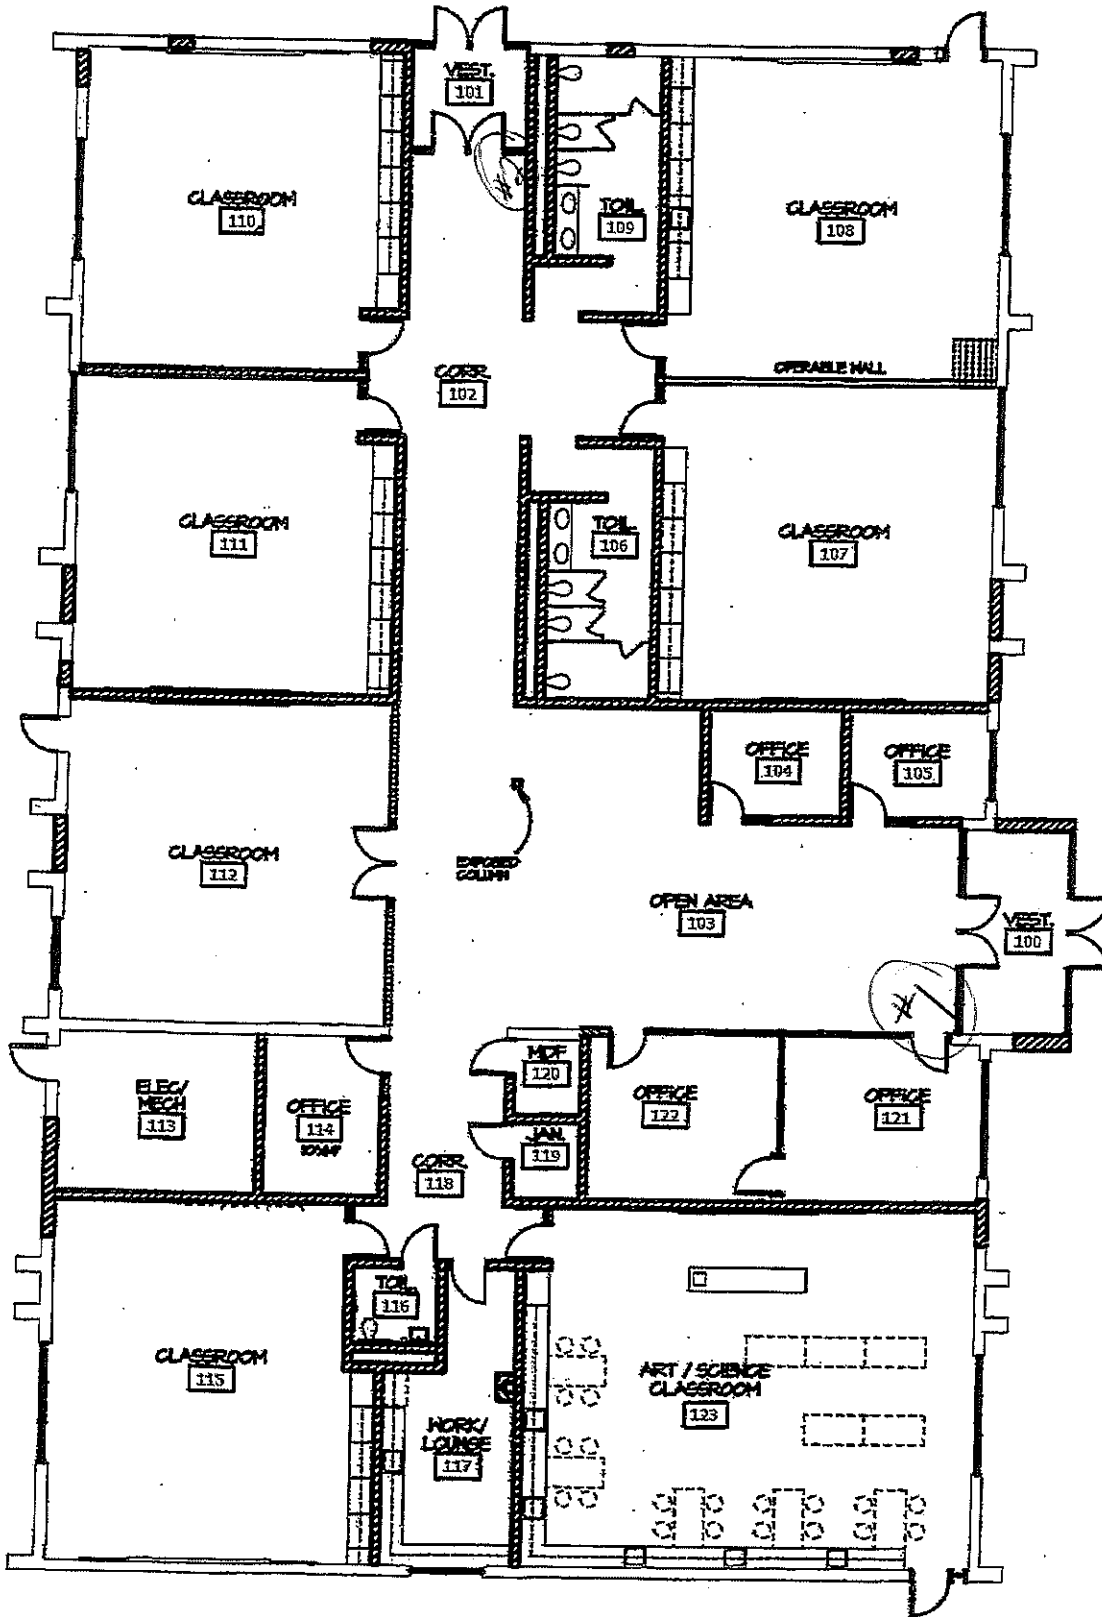 VEST.
101
CLASSROOM
110
TOIL.
109
CLASSROOM
108
OPERABLE WALL
CORR.
102
CLASSROOM
111
TOIL.
106
CLASSROOM
107
OFFICE
104
OFFICE
105
CLASSROOM
112
EXPOSED
COLUMN
OPEN AREA
103
VEST.
100
ELEC/
MECH
113
OFFICE
114
MDF
120
OFFICE
122
OFFICE
121
JAN.
119
CORR.
118
TOIL.
116
CLASSROOM
115
WORK/
LOUNGE
117
ART / SCIENCE
CLASSROOM
123